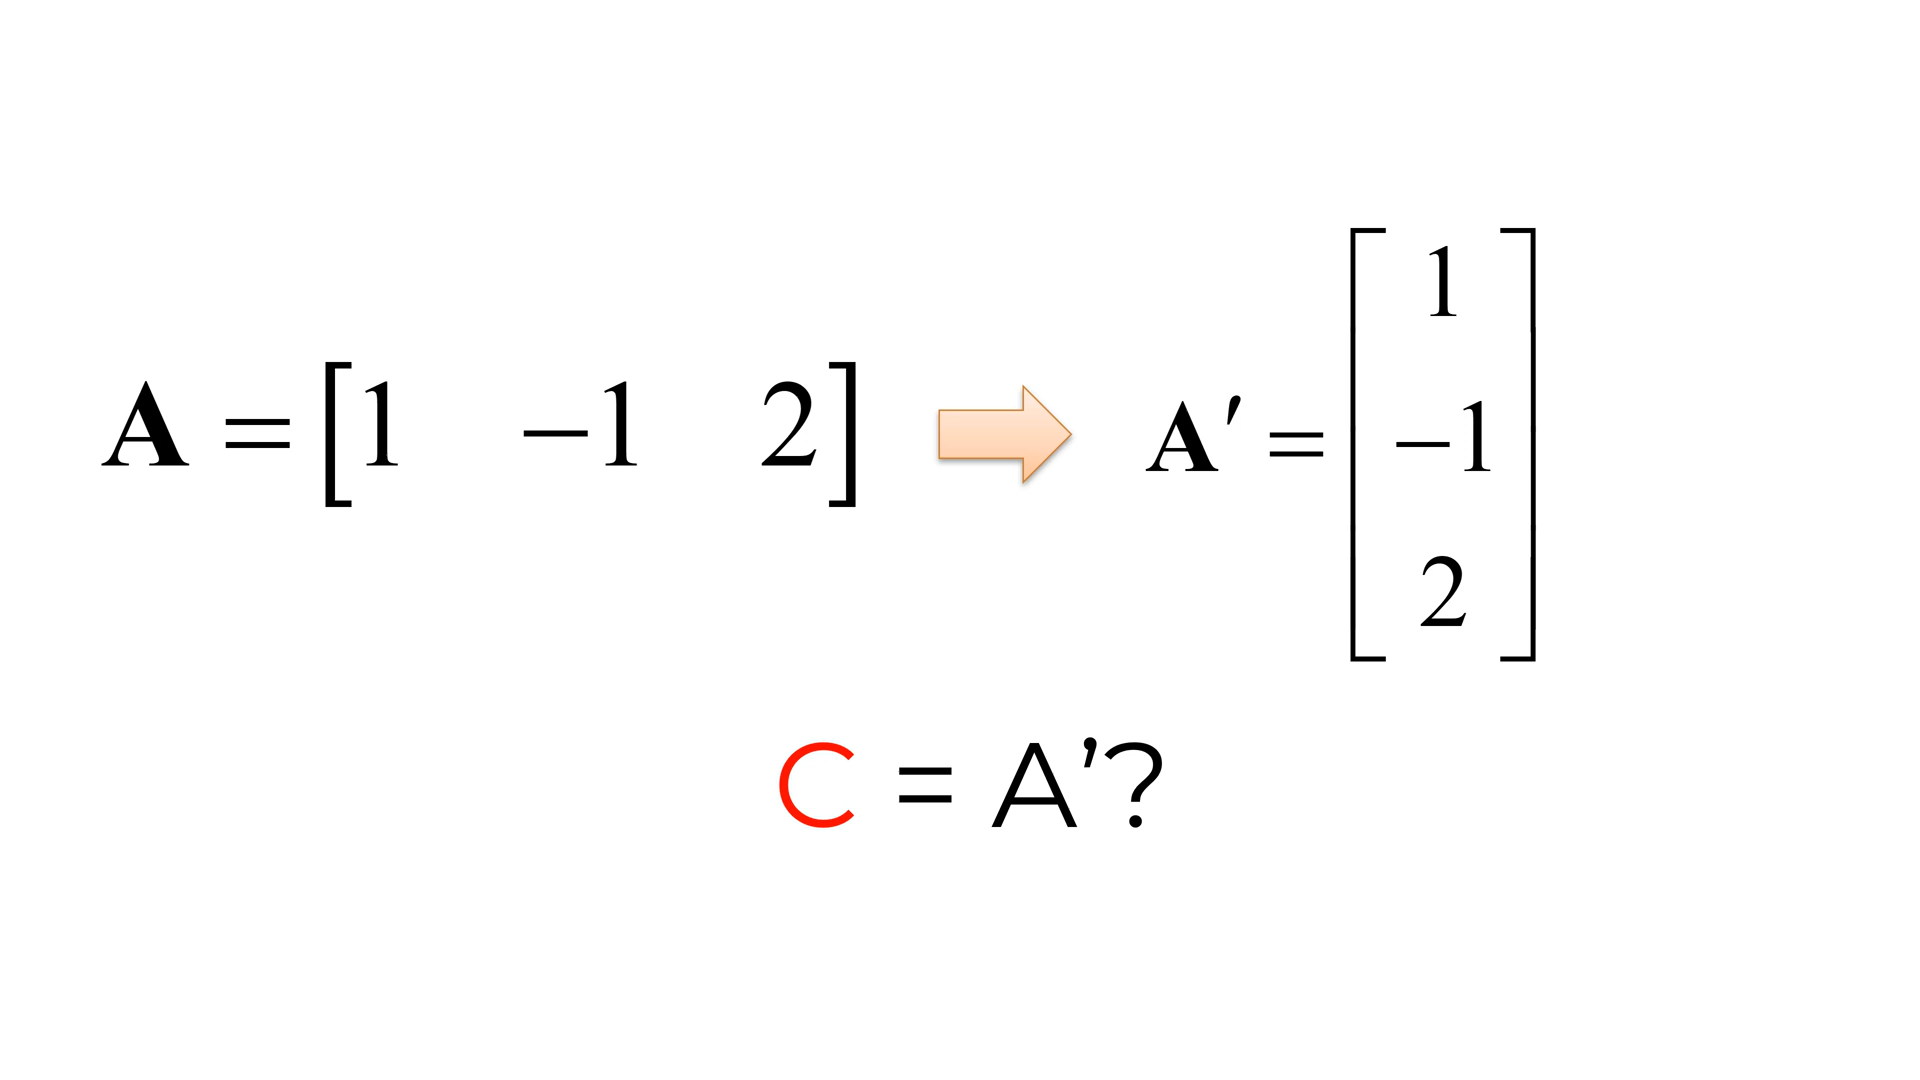 A = [1 −1 2]
A′ = [1
−1
2]
C = A’?